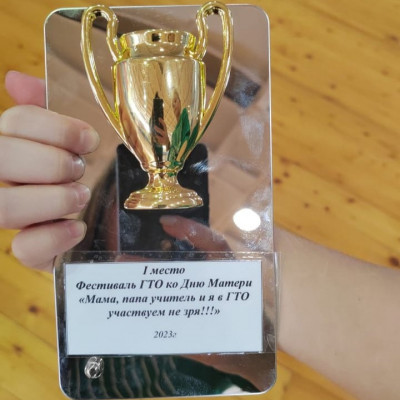 I место
Фестиваль ГТО ко Дню Матери
«Мама, папа учитель и я в ГТО
участвуем не зря!!!»
2023г